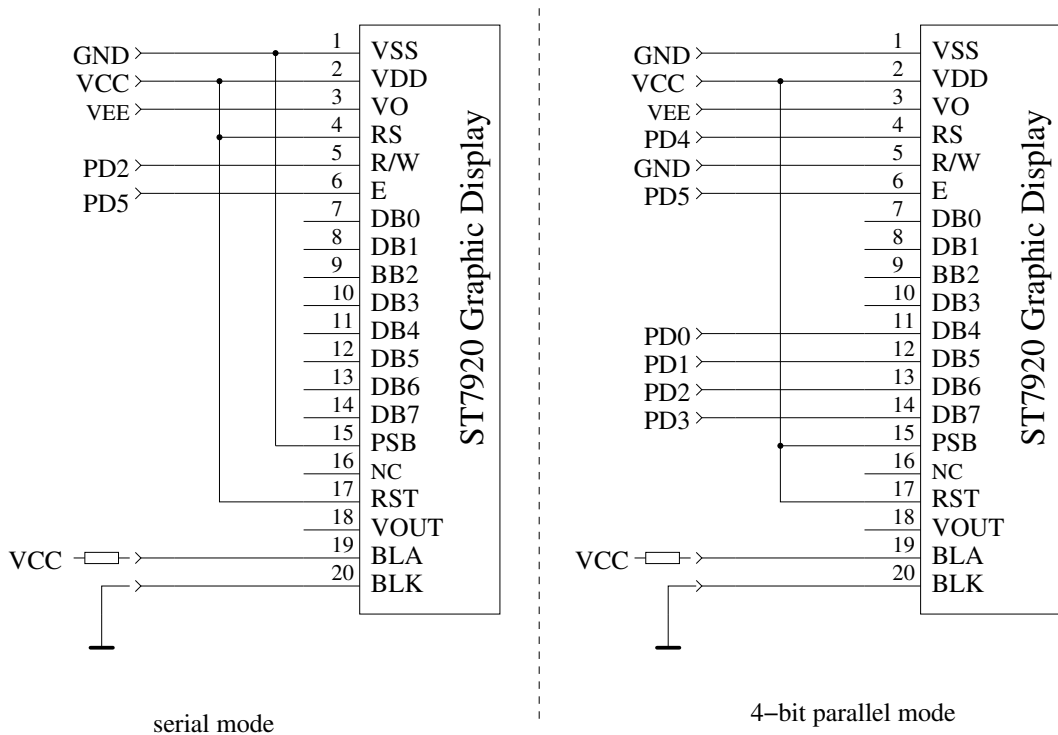 GND 1 VSS
VCC 2 VDD
VEE 3 VO
4 RS
PD2 5 R/W
PD5 6 E
7 DB0
8 DB1
9 BB2
10 DB3
11 DB4
12 DB5
13 DB6
14 DB7
15 PSB
16 NC
17 RST
18 VOUT
VCC 19 BLA
20 BLK
ST7920 Graphic Display
serial mode
GND 1 VSS
VCC 2 VDD
VEE 3 VO
PD4 4 RS
GND 5 R/W
PD5 6 E
7 DB0
8 DB1
9 BB2
10 DB3
PD0 11 DB4
PD1 12 DB5
PD2 13 DB6
PD3 14 DB7
15 PSB
16 NC
17 RST
18 VOUT
VCC 19 BLA
20 BLK
ST7920 Graphic Display
4−bit parallel mode